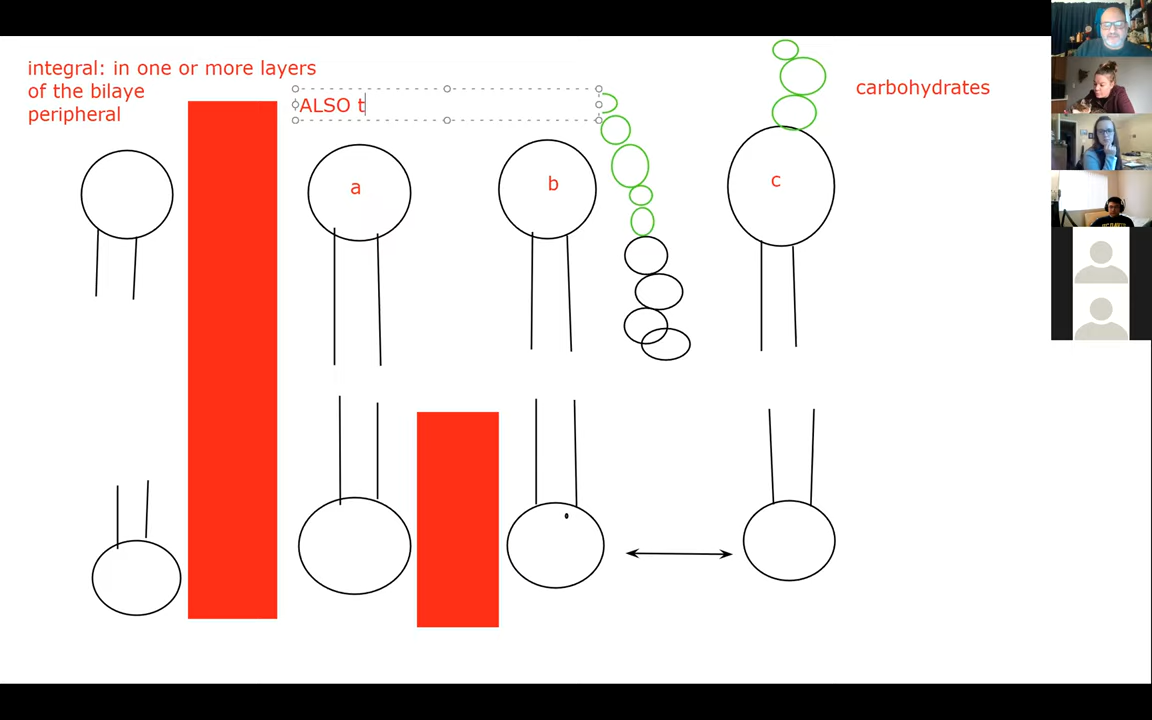 integral: in one or more layers
of the bilaye
peripheral
ALSO t
carbohydrates
a
b
c